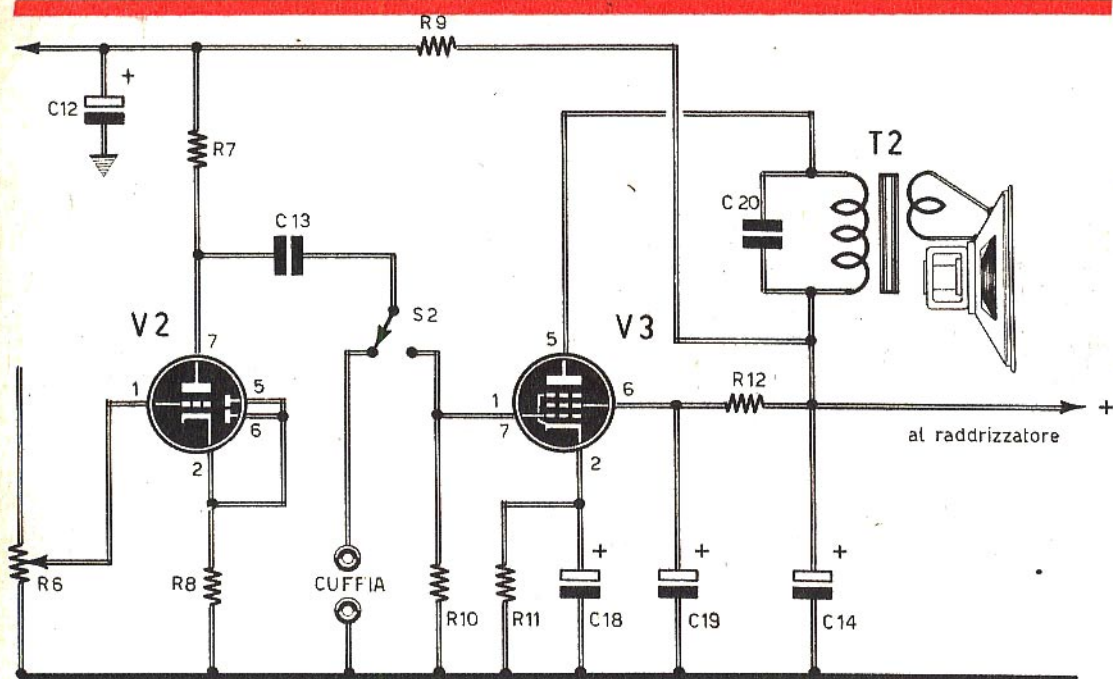 R9
+
C12
R7
T2
C20
C13
V2
S2
V3
7
5
1
5
6
1
7
6
R12
+
al raddrizzatore
2
2
+
+
+
R6
R8
CUFFIA
R10
R11
C18
C19
C14